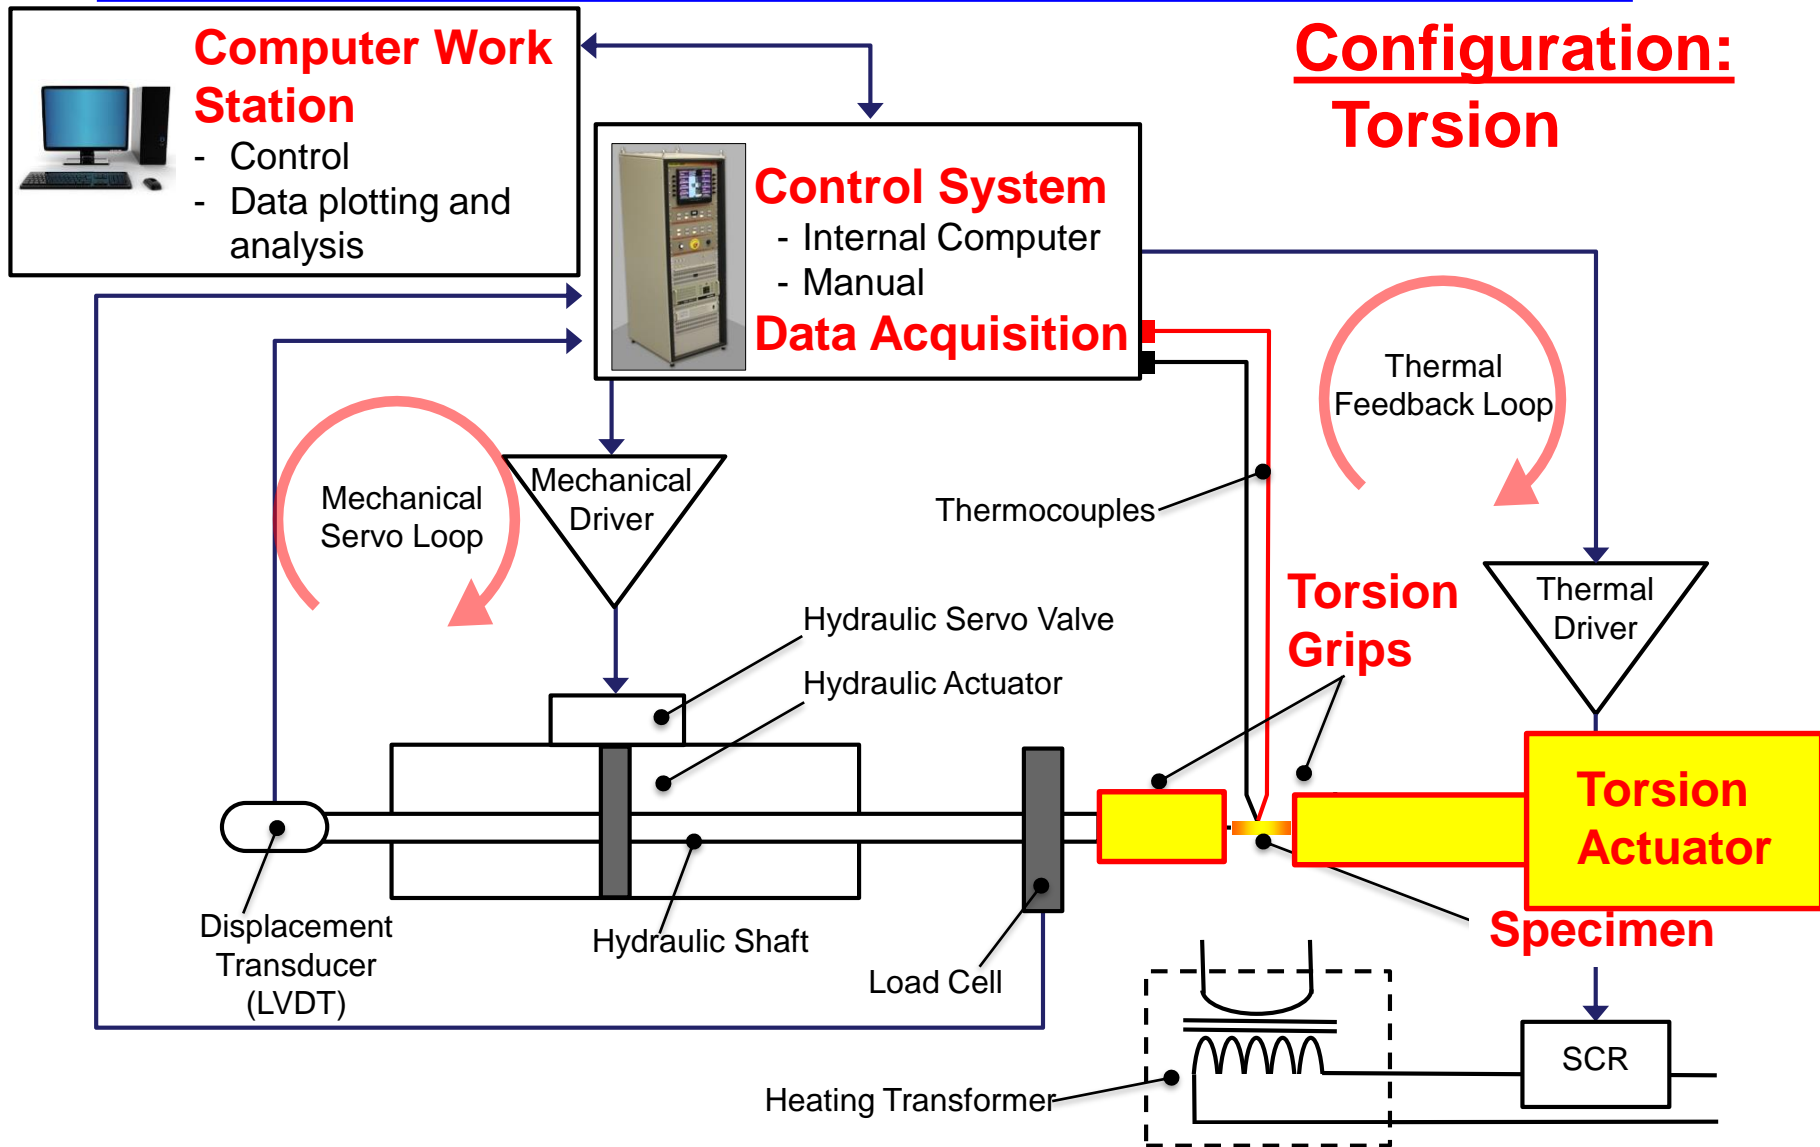 Configuration:
Torsion
Computer Work
Station
- Control
- Data plotting and
analysis
Control System
- Internal Computer
- Manual
Data Acquisition
Thermal
Feedback Loop
Mechanical
Servo Loop
Mechanical
Driver
Thermocouples
Torsion
Grips
Thermal
Driver
Hydraulic Servo Valve
Hydraulic Actuator
Torsion
Actuator
Displacement
Transducer
(LVDT)
Hydraulic Shaft
Load Cell
Specimen
SCR
Heating Transformer